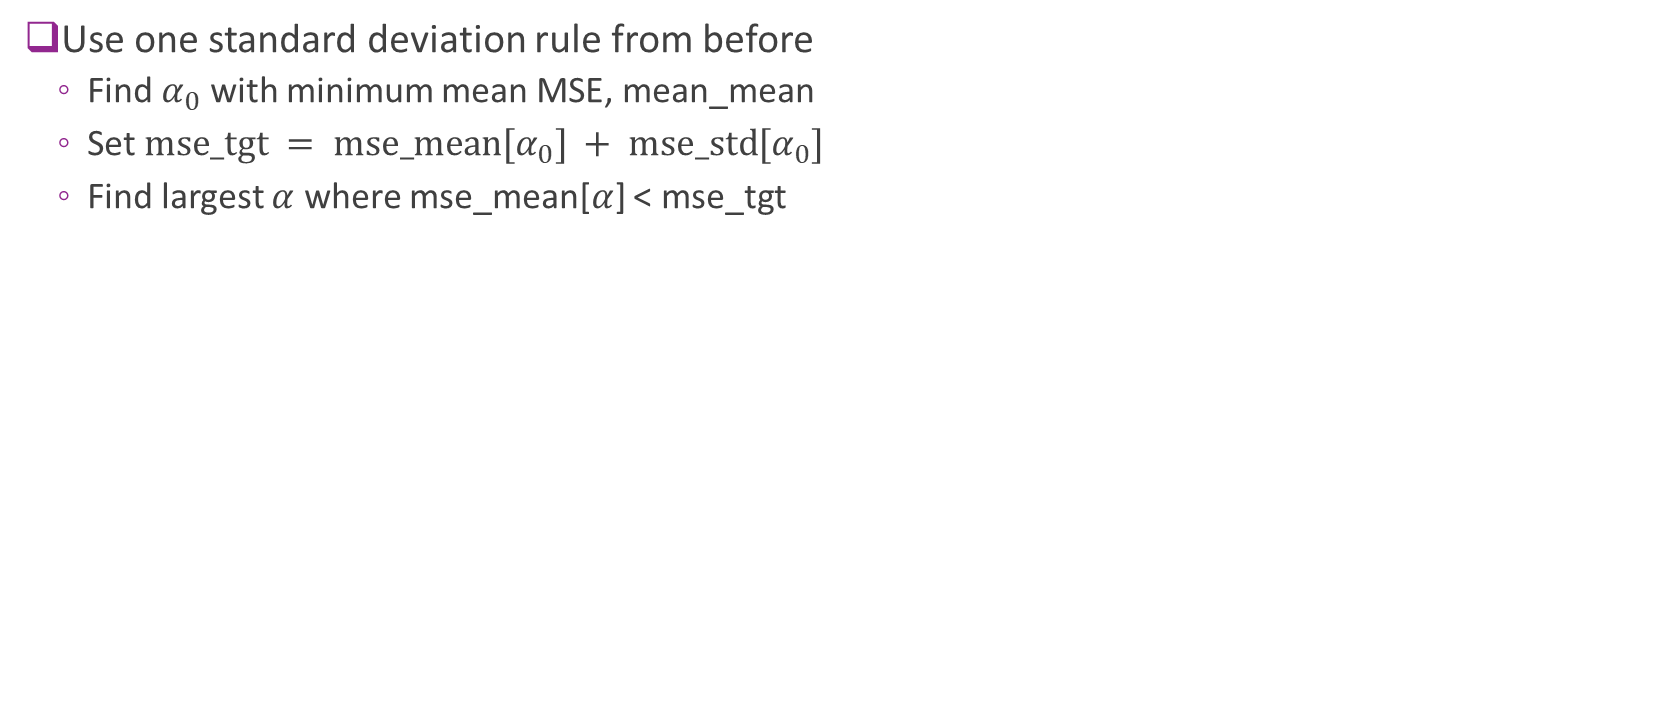 ❑Use one standard deviation rule from before
◦ Find α₀ with minimum mean MSE, mean_mean
◦ Set mse_tgt = mse_mean[α₀] + mse_std[α₀]
◦ Find largest α where mse_mean[α] < mse_tgt